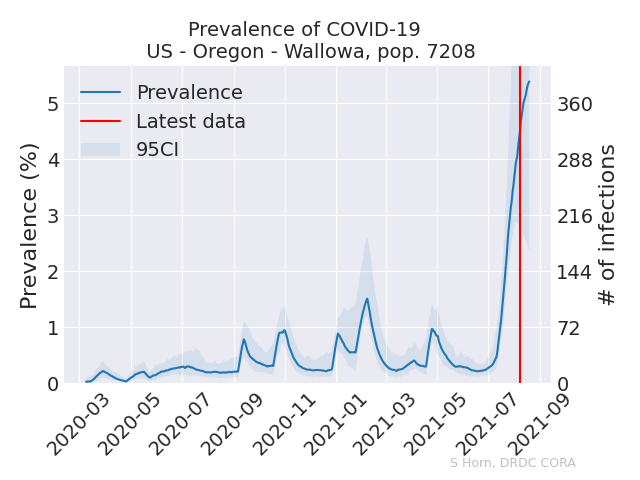 Prevalence of COVID-19
US - Oregon - Wallowa, pop. 7208
Prevalence
Latest data
95CI
Prevalence (%)
5
4
3
2
1
0
# of infections
360
288
216
144
72
0
2020-03
2020-05
2020-07
2020-09
2020-11
2021-01
2021-03
2021-05
2021-07
2021-09
S Horn, DRDC CORA